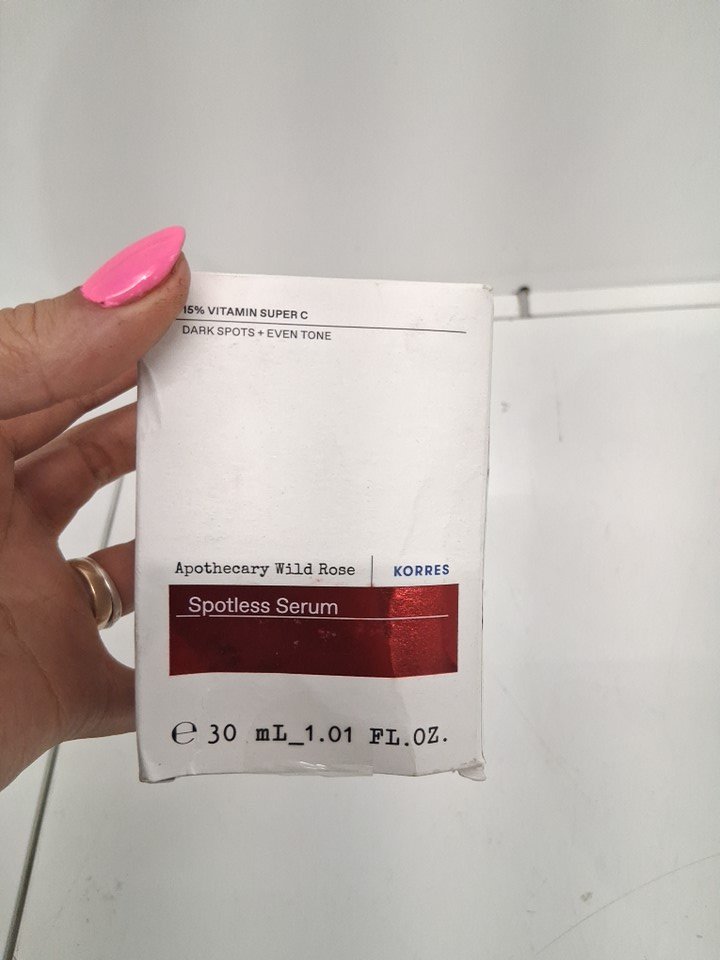 15% VITAMIN SUPER C
DARK SPOTS + EVEN TONE
Apothecary Wild Rose | KORRES
Spotless Serum
℮ 30 mL_1.01 FL.OZ.